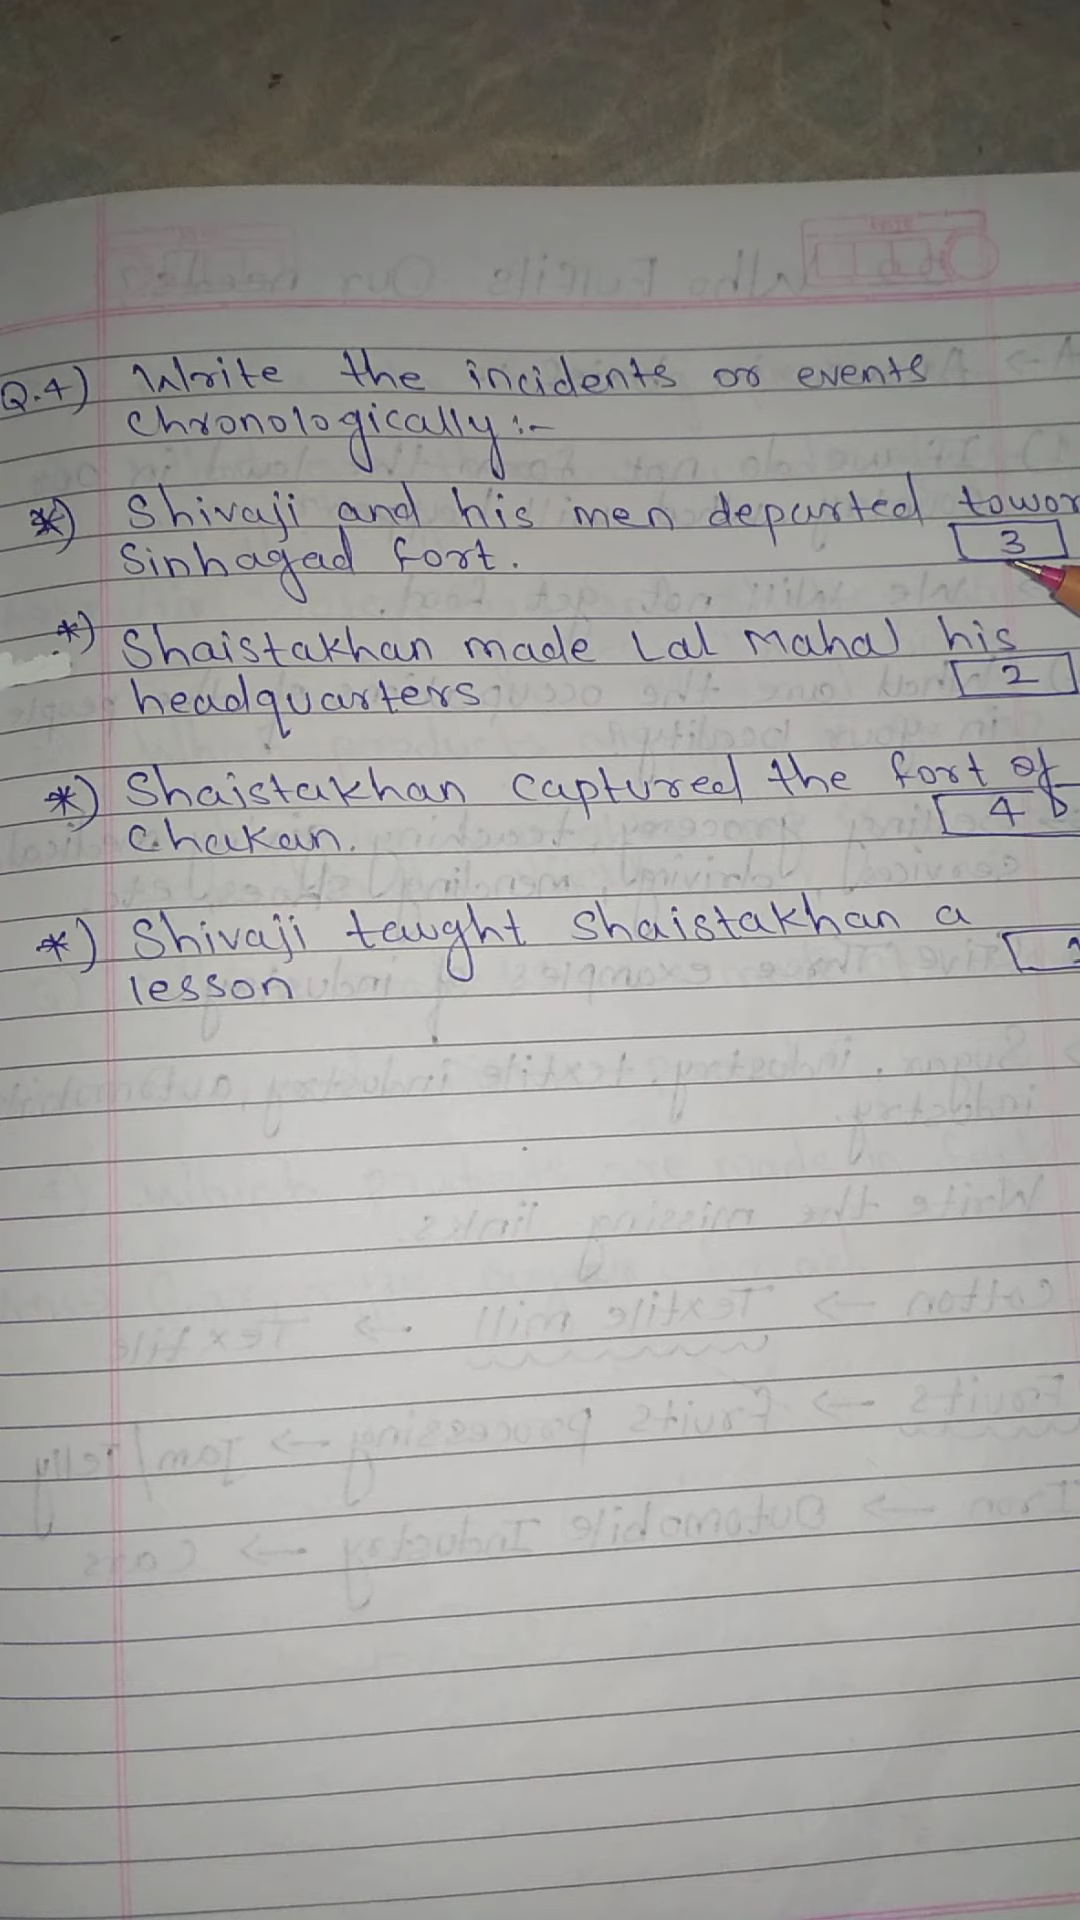 Q.4) Write the incidents or events
chronologically :-
*) Shivaji and his men departed towar
Sinhagad fort. 3
*) Shaistakhan made Lal Mahal his
headquarters 2
*) Shaistakhan captured the fort of
Chakan. 4
*) Shivaji taught Shaistakhan a
lesson